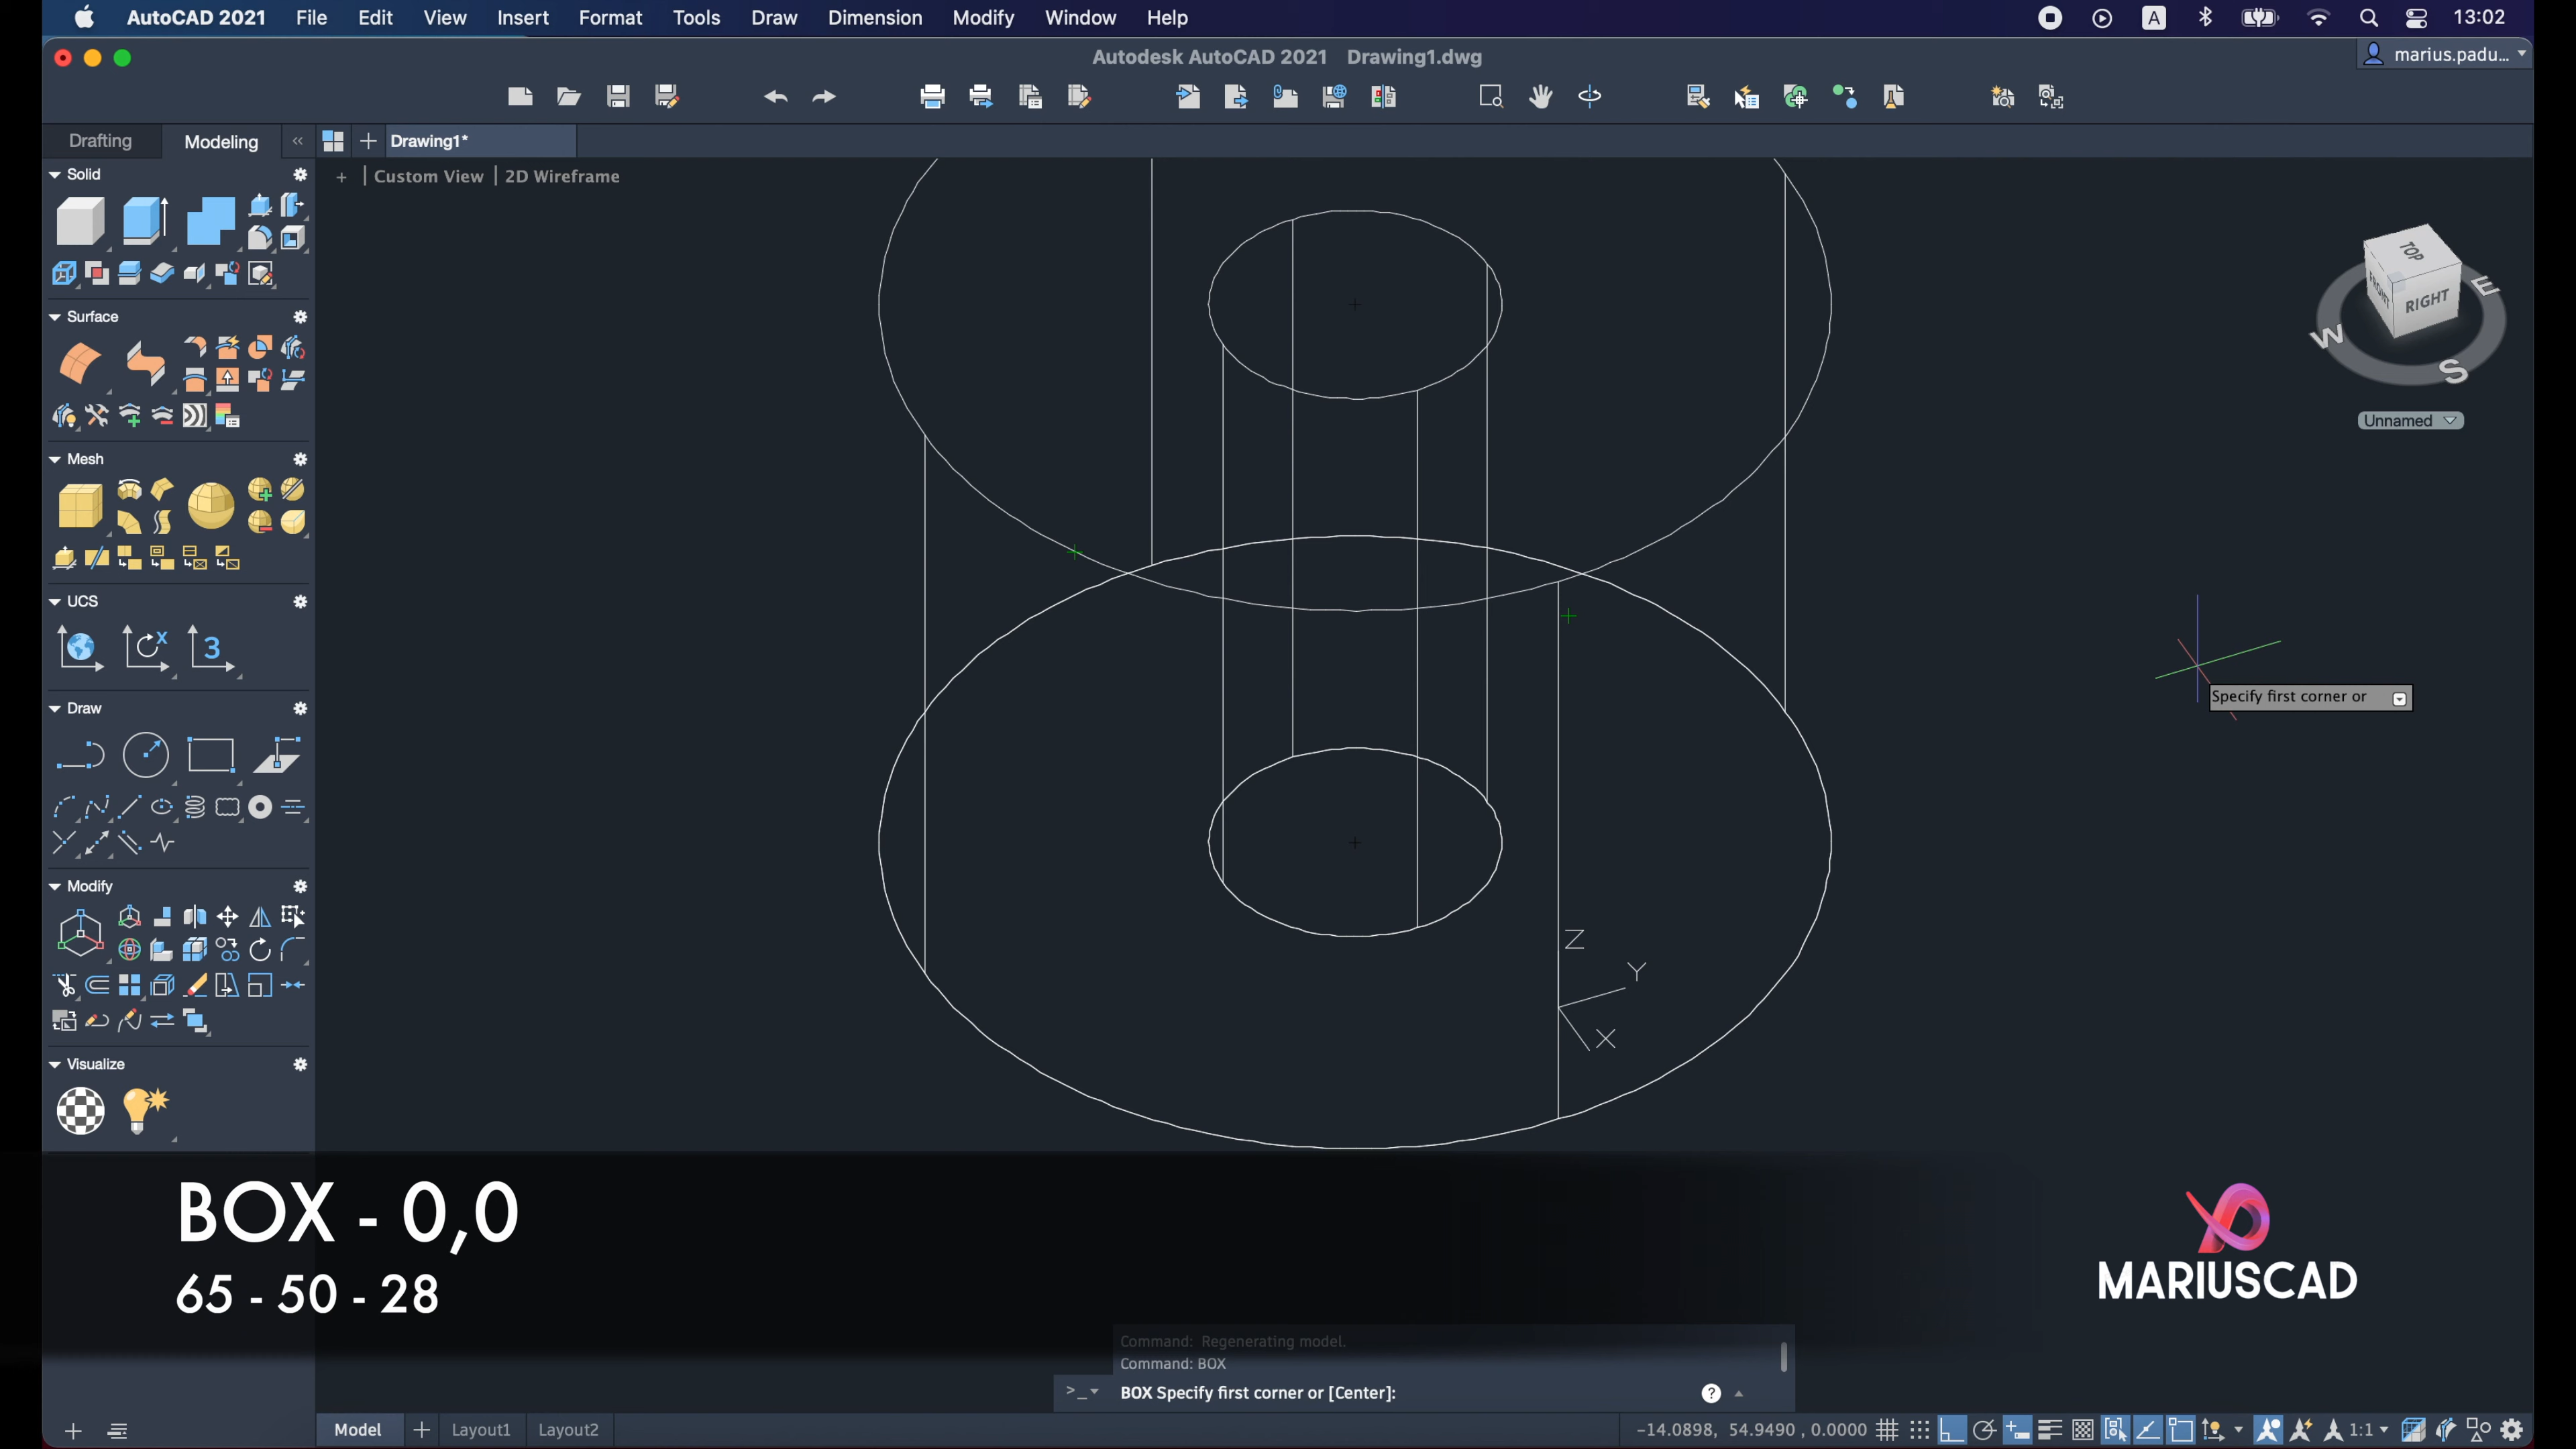 AutoCAD 2021 File Edit View Insert Format Tools Draw Dimension Modify Window Help
A 13:02
Autodesk AutoCAD 2021 Drawing1.dwg
marius.padu...
Drafting Modeling « + Drawing1*
Solid
+ | Custom View | 2D Wireframe
Surface
TOP
FRONT
RIGHT
E
W
S
Unnamed
Mesh
UCS
X
3
Specify first corner or
Draw
Modify
Z
Y
X
Visualize
BOX - 0,0
65 - 50 - 28
MARIUSCAD
Command: Regenerating model.
Command: BOX
>_ BOX Specify first corner or [Center]: ?
Model + Layout1 Layout2
-14.0898, 54.9490 , 0.0000 1:1